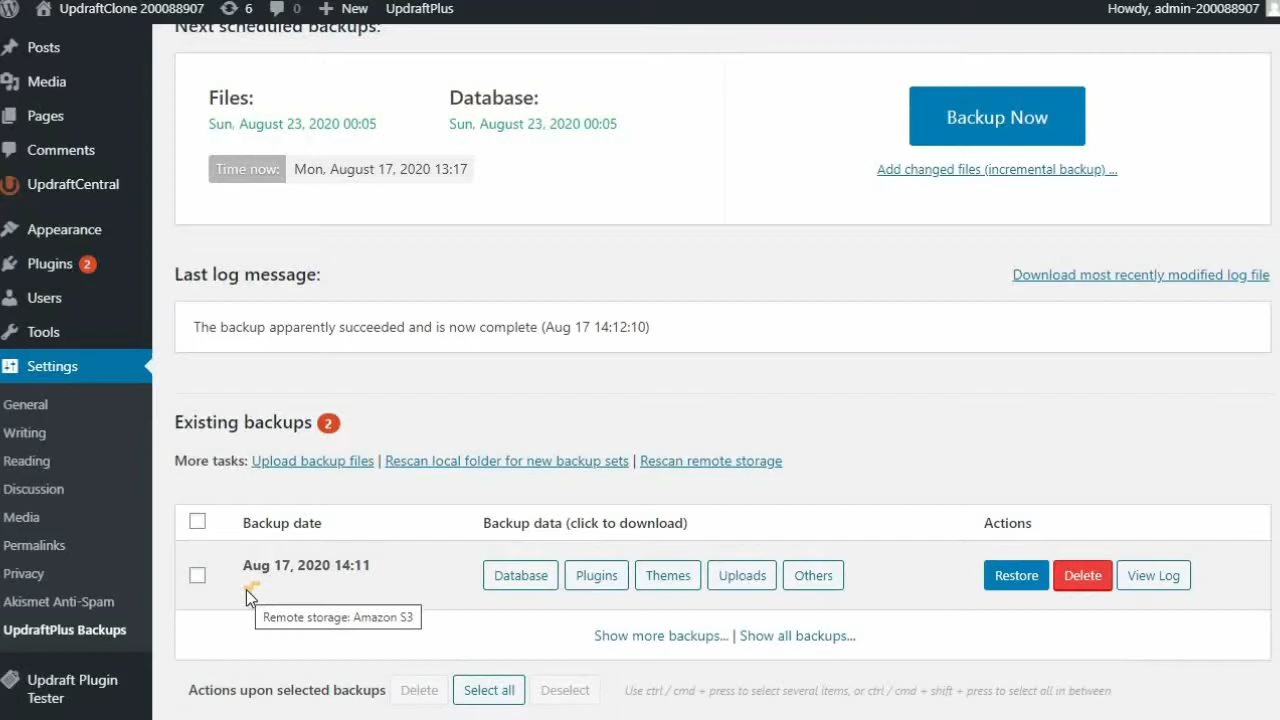 UpdraftClone 200088907 6 0 New UpdraftPlus Howdy, admin-200088907
Posts
Media
Pages
Comments
UpdraftCentral
Appearance
Plugins 2
Users
Tools
Settings
General
Writing
Reading
Discussion
Media
Permalinks
Privacy
Akismet Anti-Spam
UpdraftPlus Backups
Updraft Plugin
Tester
Next scheduled backups:
Files: Database:
Sun, August 23, 2020 00:05 Sun, August 23, 2020 00:05
Time now: Mon, August 17, 2020 13:17
Backup Now
Add changed files (incremental backup) ...
Last log message: Download most recently modified log file
The backup apparently succeeded and is now complete (Aug 17 14:12:10)
Existing backups 2
More tasks: Upload backup files | Rescan local folder for new backup sets | Rescan remote storage
Backup date Backup data (click to download) Actions
Aug 17, 2020 14:11 Database Plugins Themes Uploads Others Restore Delete View Log
Remote storage: Amazon S3
Show more backups... | Show all backups...
Actions upon selected backups Delete Select all Deselect Use ctrl / cmd + press to select several items, or ctrl / cmd + shift + press to select all in between